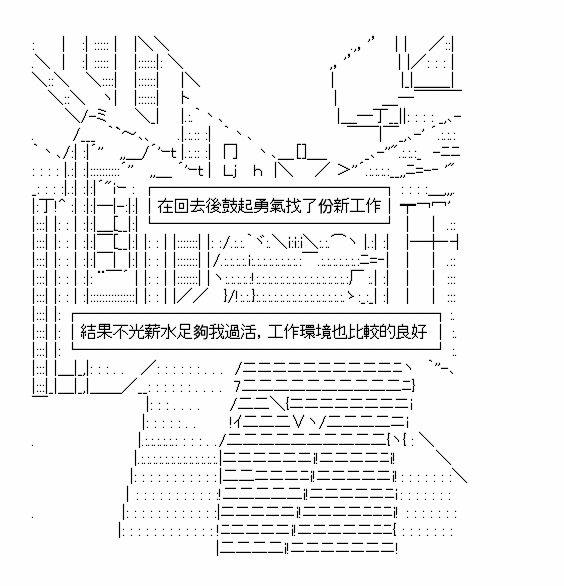 在回去後鼓起勇氣找了份新工作
結果不光薪水足夠我過活，工作環境也比較的良好